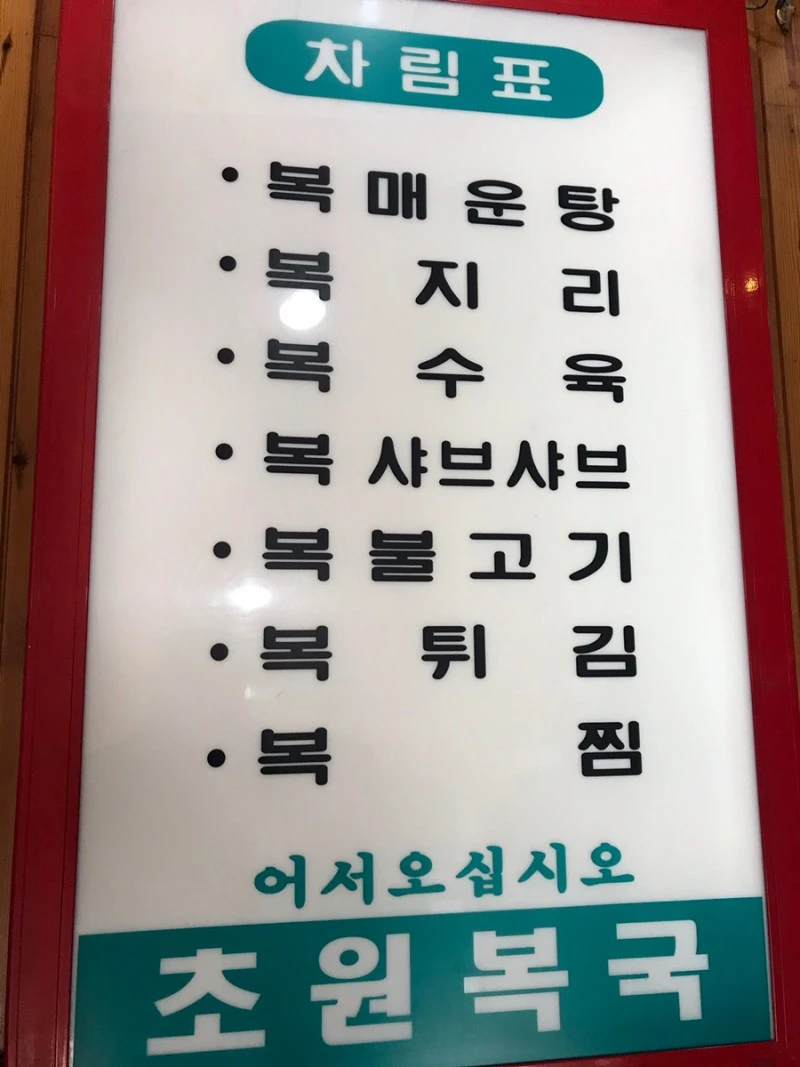 차림표
• 복 매운탕
• 복 지리
• 복 수육
• 복 샤브샤브
• 복 불고기
• 복 튀김
• 복 찜
어서오십시오
초원복국